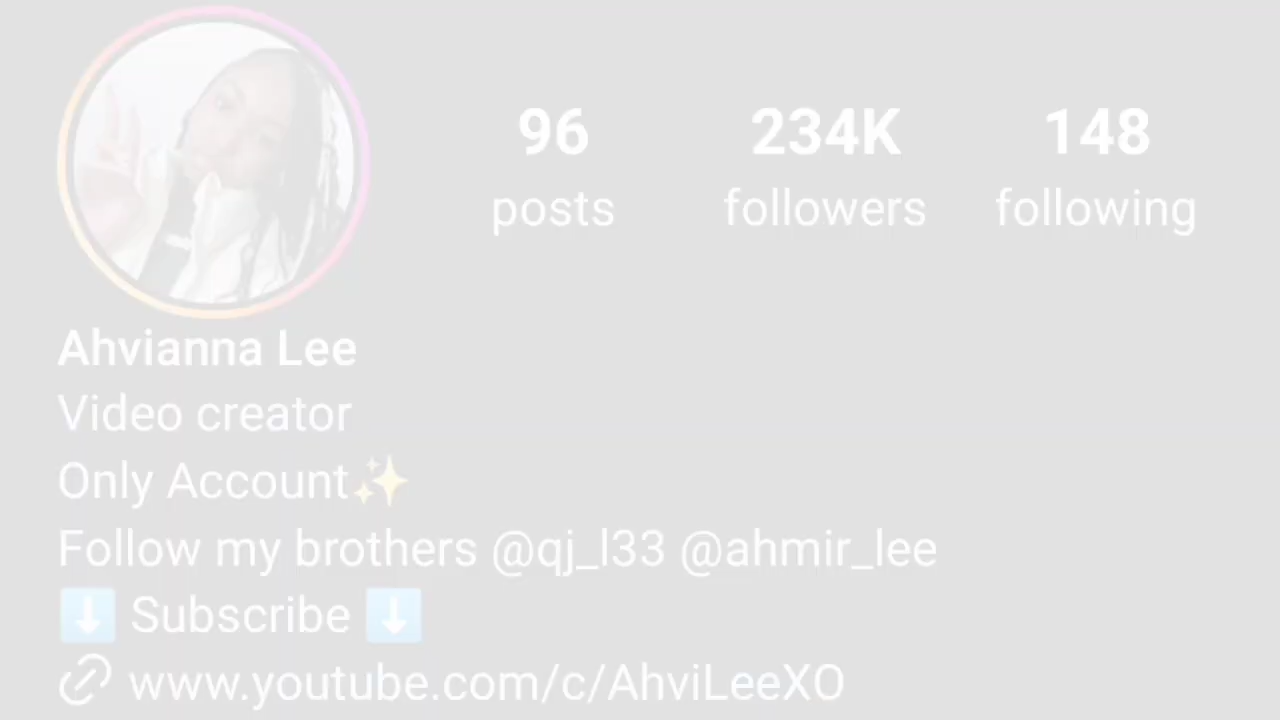 96 234K 148
posts followers following
Ahvianna Lee
Video creator
Only Account✨
Follow my brothers @qj_l33 @ahmir_lee
⬇️ Subscribe ⬇️
www.youtube.com/c/AhviLeeXO